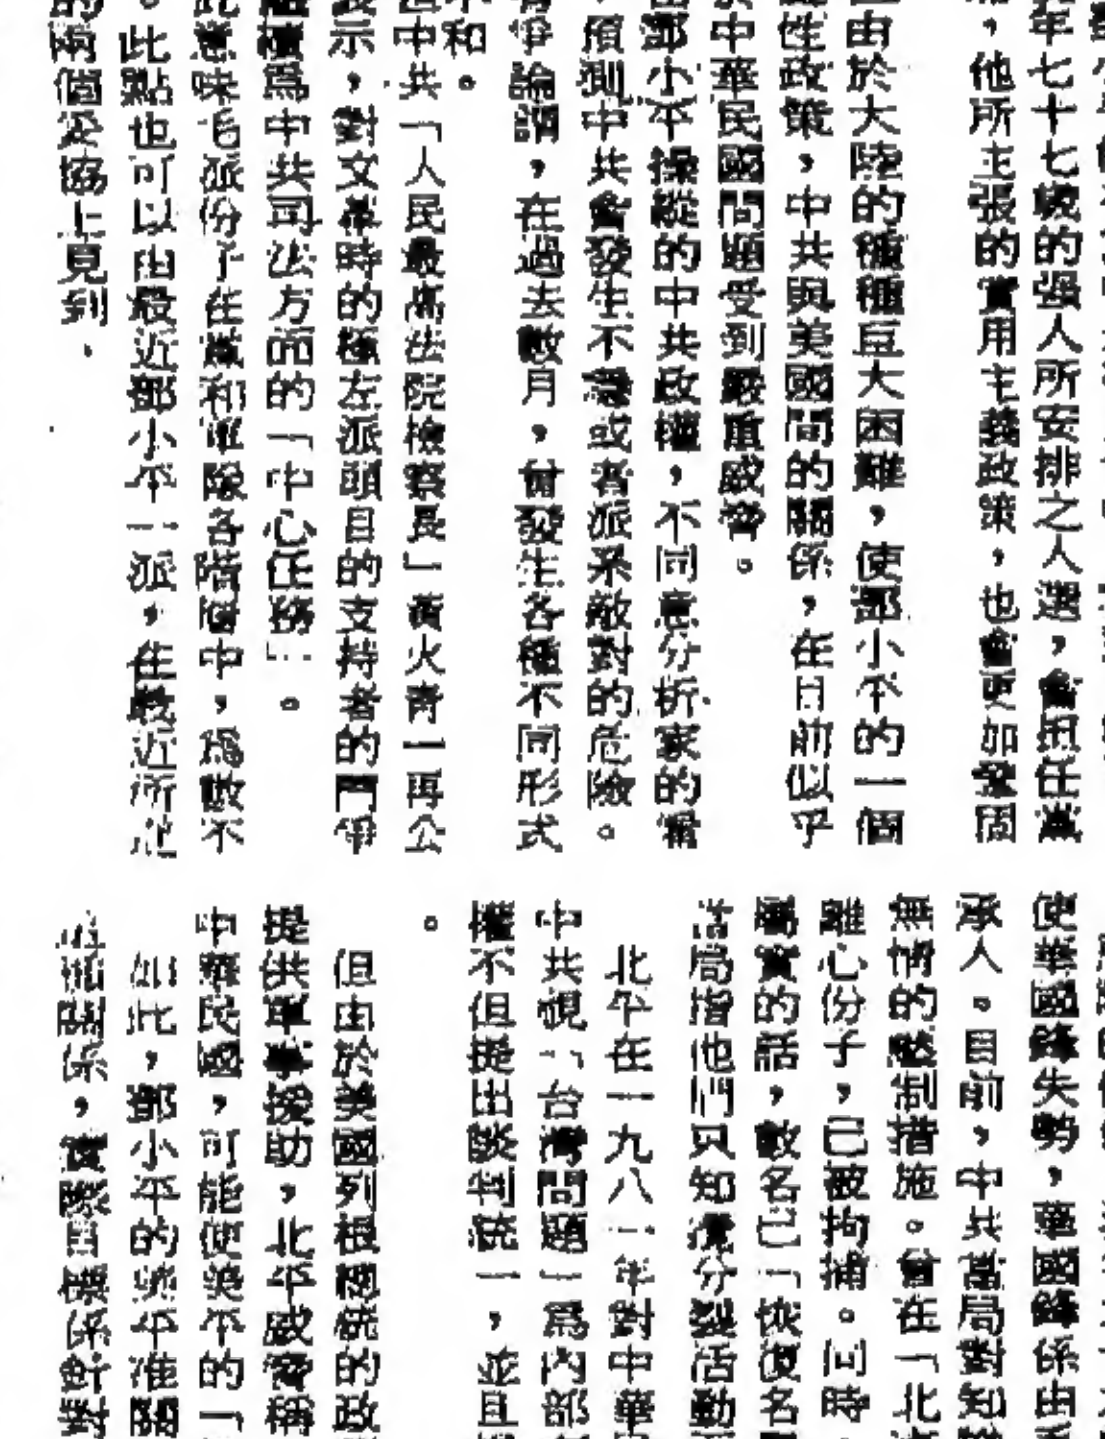 年七十七歲的强人所安排之人選，會出任黨
，他所主張的實用主義政策，也會更加鞏固
由於大陸的種種巨大困難，使鄧小平的一個
性政策，中共與美國間的關係，在目前似乎
中華民國問題受到嚴重威脅。
鄧小平操縱的中共政權，不同意分析家的
預測中共會發生不穩或者派系敵對的危險。
爭論謂，在過去數月，曾發生各種不同形式
不和。
中共「人民最高法院檢察長」黃火青一再公
表示，對文革時的極左派頭目的支持者的鬥爭
積爲中共司法方面的「中心任務」。
此意味毛派份子在黨和軍隊各階層中，爲數不
。此點也可以由最近鄧小平一派，在最近所
的兩個妥協上見到，
使華國鋒失勢，華國鋒係由
承人。目前，中共當局對知
無情的壓制措施。曾在「北
離心份子，已被拘捕。同時
屬實的話，數名已「恢復名
當局指他們只知攪分裂活動
北平在一九八一年對中華
中共視「台灣問題」爲內部
權不但提出談判統一，並且
。
但由於美國列根總統的政
提供軍事援助，北平威脅稱
中華民國，可能使美平的「
如此，鄧小平的美平准關
關係，實際目標係針對